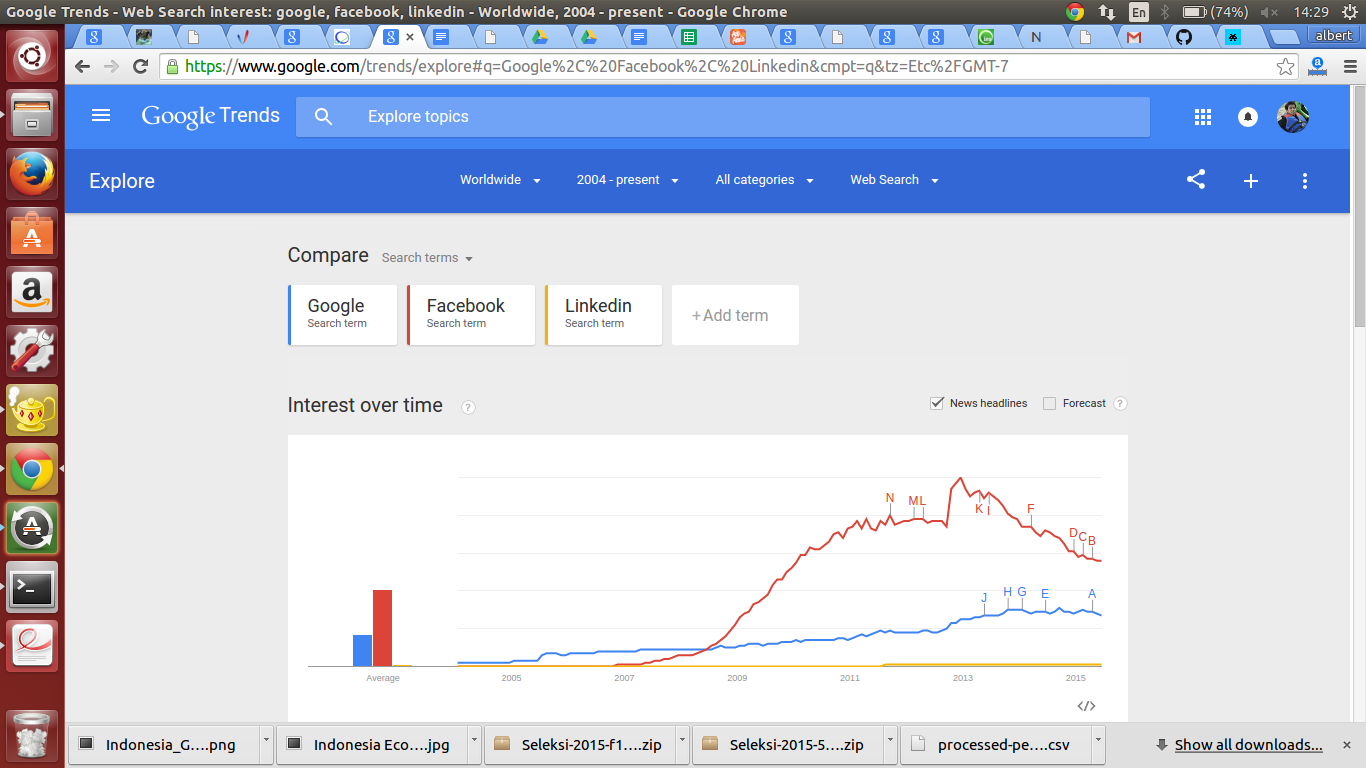 Google Trends - Web Search interest: google, facebook, linkedin - Worldwide, 2004 - present - Google Chrome
En
(74%)
14:29
albert
https://www.google.com/trends/explore#q=Google%2C%20Facebook%2C%20Linkedin&cmpt=q&tz=Etc%2FGMT-7
Google Trends
Explore topics
Explore
Worldwide
2004 - present
All categories
Web Search
Compare
Search terms
Google
Search term
Facebook
Search term
Linkedin
Search term
+Add term
Interest over time
?
News headlines
Forecast
?
N
M
L
K
I
F
D
C
B
J
H
G
E
A
Average
2005
2007
2009
2011
2013
2015
</>
Indonesia_G....png
Indonesia Eco....jpg
Seleksi-2015-f1....zip
Seleksi-2015-5....zip
processed-pe....csv
Show all downloads...